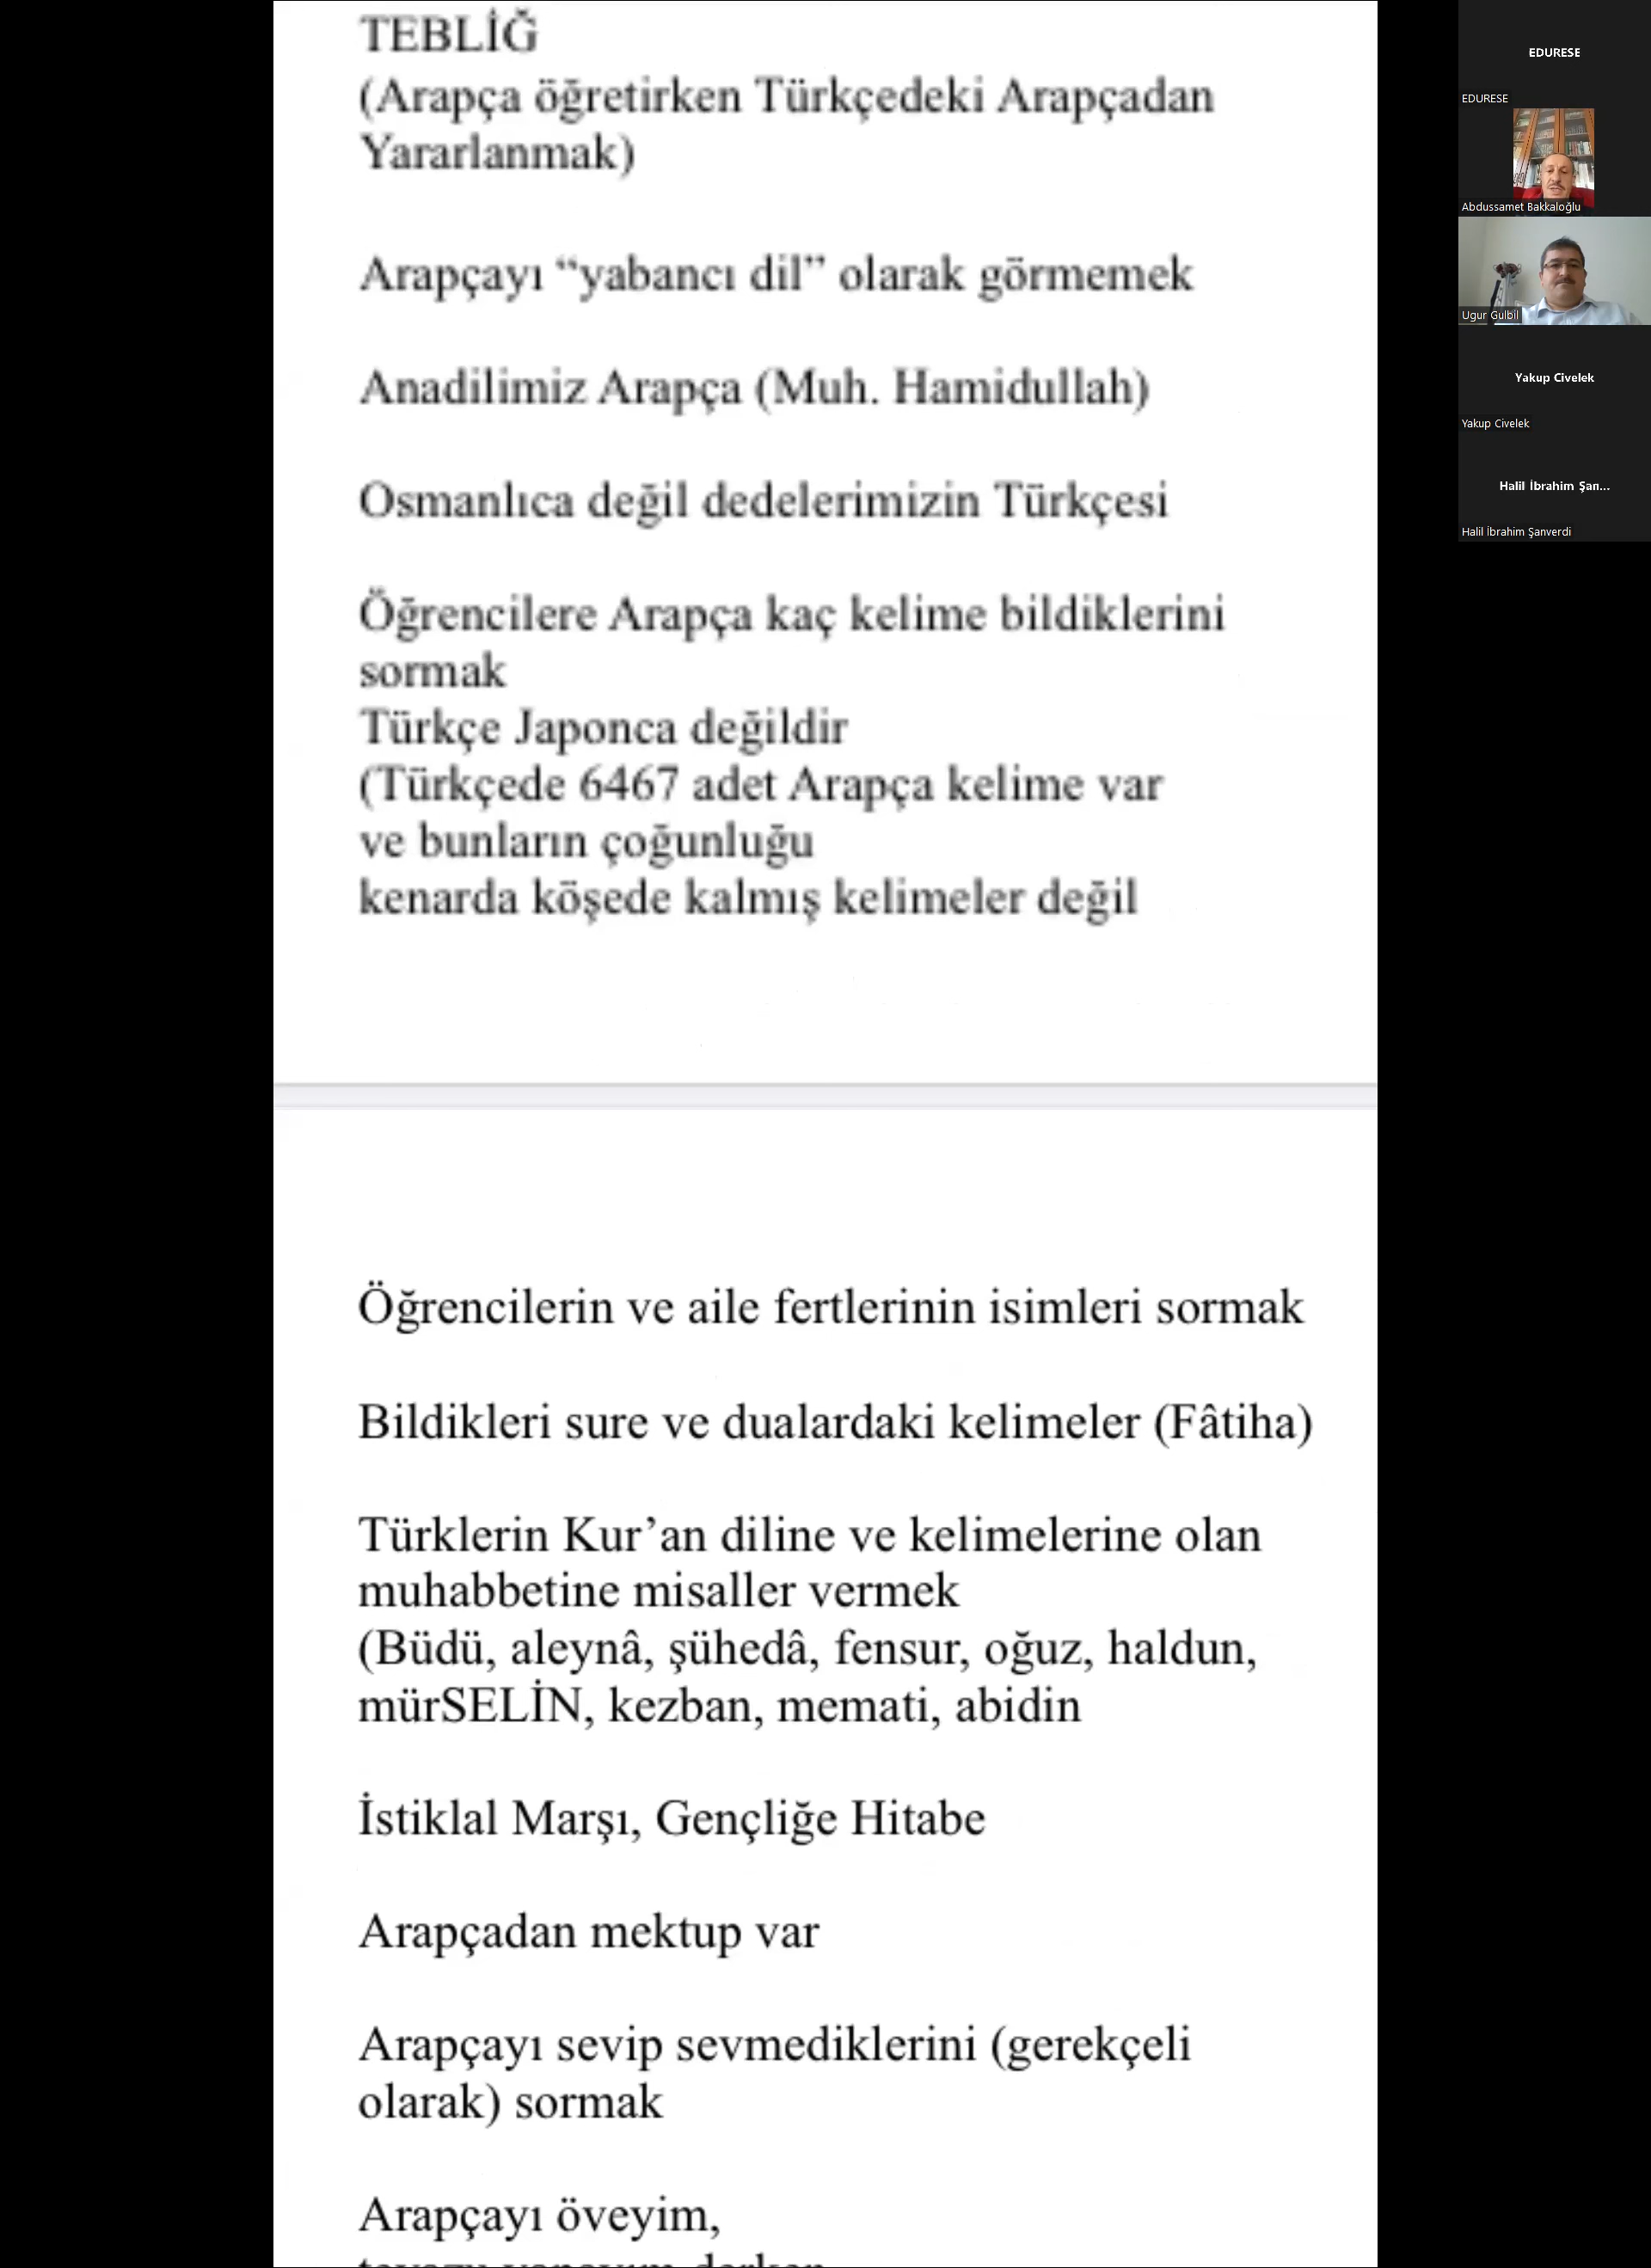 TEBLİĞ
(Arapça öğretirken Türkçedeki Arapçadan
Yararlanmak)
Arapçayı “yabancı dil” olarak görmemek
Anadilimiz Arapça (Muh. Hamidullah)
Osmanlıca değil dedelerimizin Türkçesi
Öğrencilere Arapça kaç kelime bildiklerini
sormak
Türkçe Japonca değildir
(Türkçede 6467 adet Arapça kelime var
ve bunların çoğunluğu
kenarda köşede kalmış kelimeler değil
Öğrencilerin ve aile fertlerinin isimleri sormak
Bildikleri sure ve dualardaki kelimeler (Fâtiha)
Türklerin Kur’an diline ve kelimelerine olan
muhabbetine misaller vermek
(Büdü, aleynâ, şühedâ, fensur, oğuz, haldun,
mürSELİN, kezban, memati, abidin
İstiklal Marşı, Gençliğe Hitabe
Arapçadan mektup var
Arapçayı sevip sevmediklerini (gerekçeli
olarak) sormak
Arapçayı öveyim,
EDURESE
EDURESE
Abdussamet Bakkaloğlu
Ugur Gulbil
Yakup Civelek
Yakup Civelek
Halil İbrahim Şan...
Halil İbrahim Şanverdi